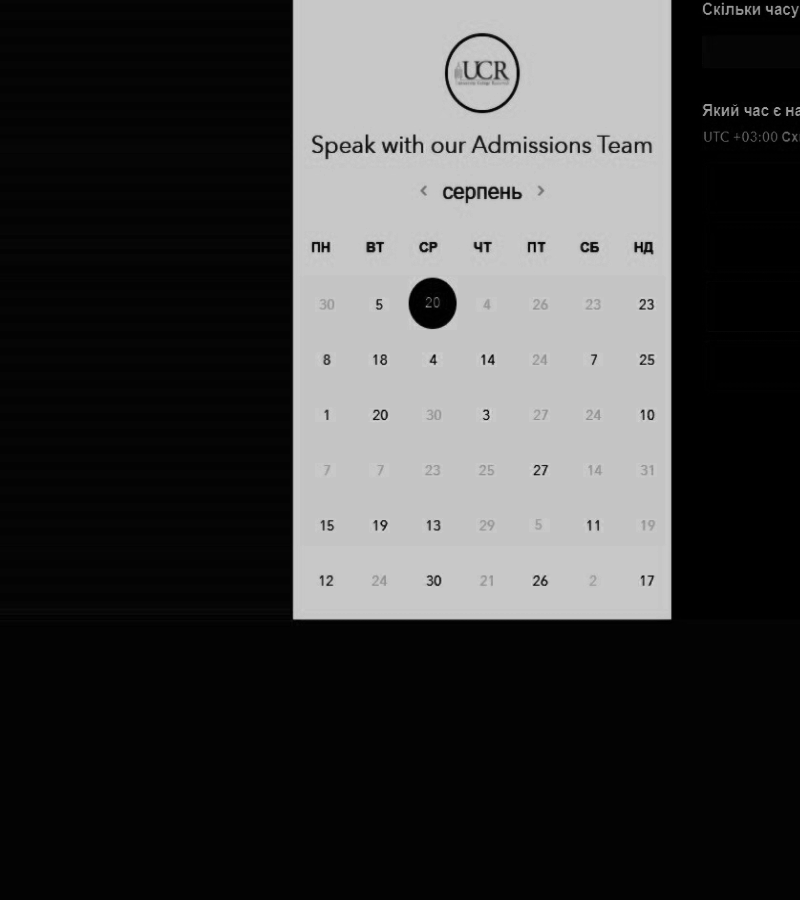 UCR
Speak with our Admissions Team
< серпень >
ПН ВТ СР ЧТ ПТ СБ НД
30 5 20 4 26 23 23
8 18 4 14 24 7 25
1 20 30 3 27 24 10
7 7 23 25 27 14 31
15 19 13 29 5 11 19
12 24 30 21 26 2 17
Скільки часу
Який час є
UTC +03:00